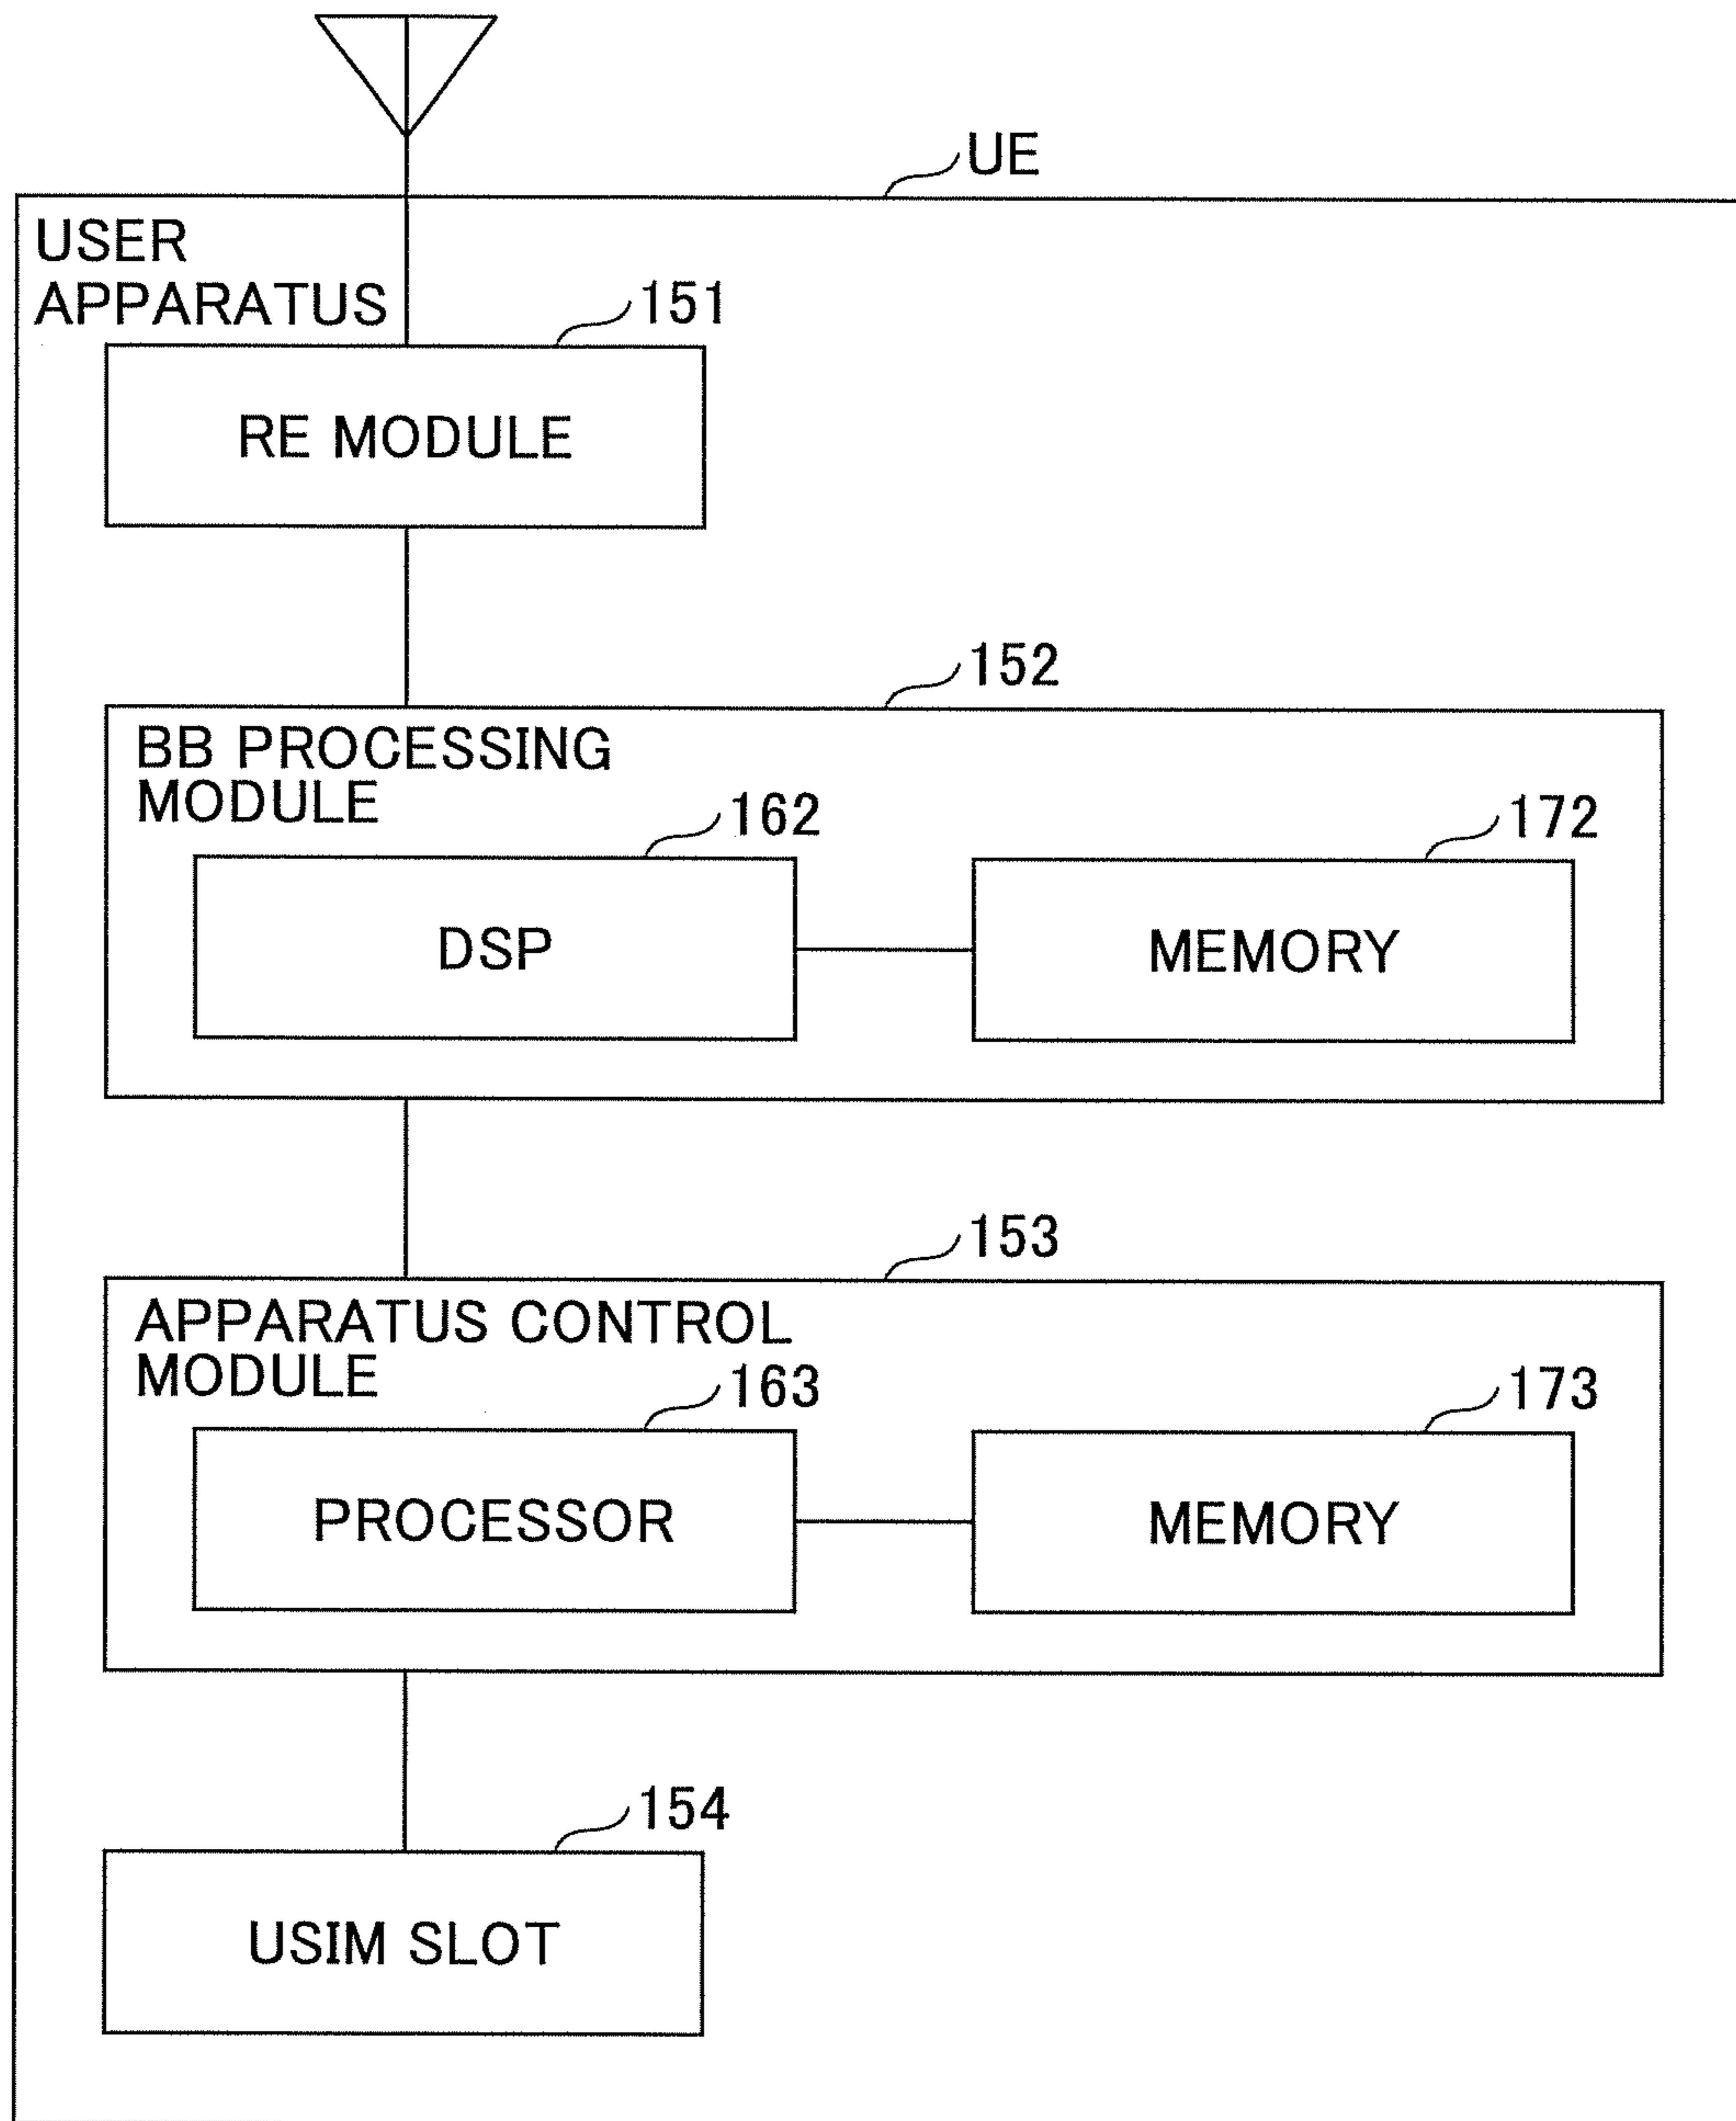 UE
USER
APPARATUS
151
RE MODULE
152
BB PROCESSING
MODULE
162
172
DSP
MEMORY
153
APPARATUS CONTROL
MODULE
163
173
PROCESSOR
MEMORY
154
USIM SLOT